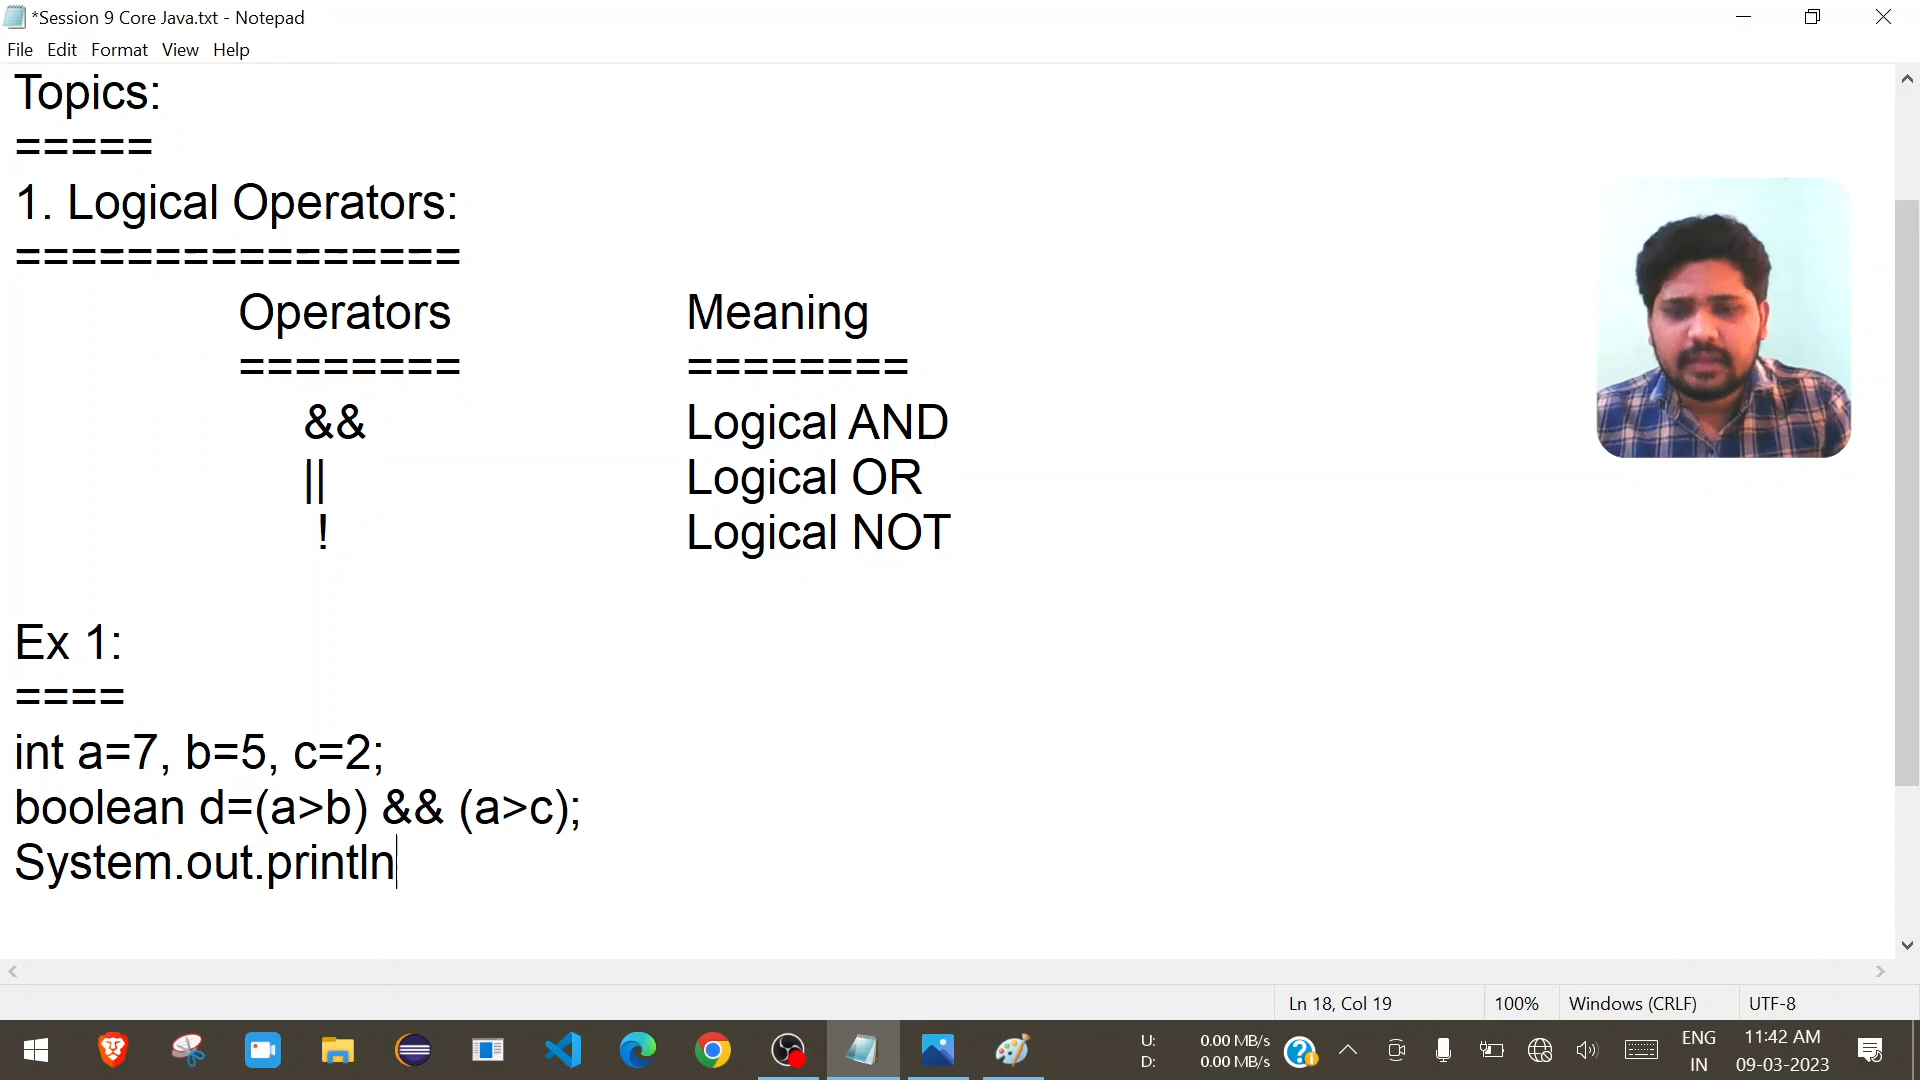 *Session 9 Core Java.txt - Notepad
File Edit Format View Help
Topics:
=====
1. Logical Operators:
================
Operators Meaning
======== ========
&& Logical AND
|| Logical OR
! Logical NOT
Ex 1:
====
int a=7, b=5, c=2;
boolean d=(a>b) && (a>c);
System.out.println
Ln 18, Col 19 100% Windows (CRLF) UTF-8
U: 0.00 MB/s
D: 0.00 MB/s
ENG
IN
11:42 AM
09-03-2023